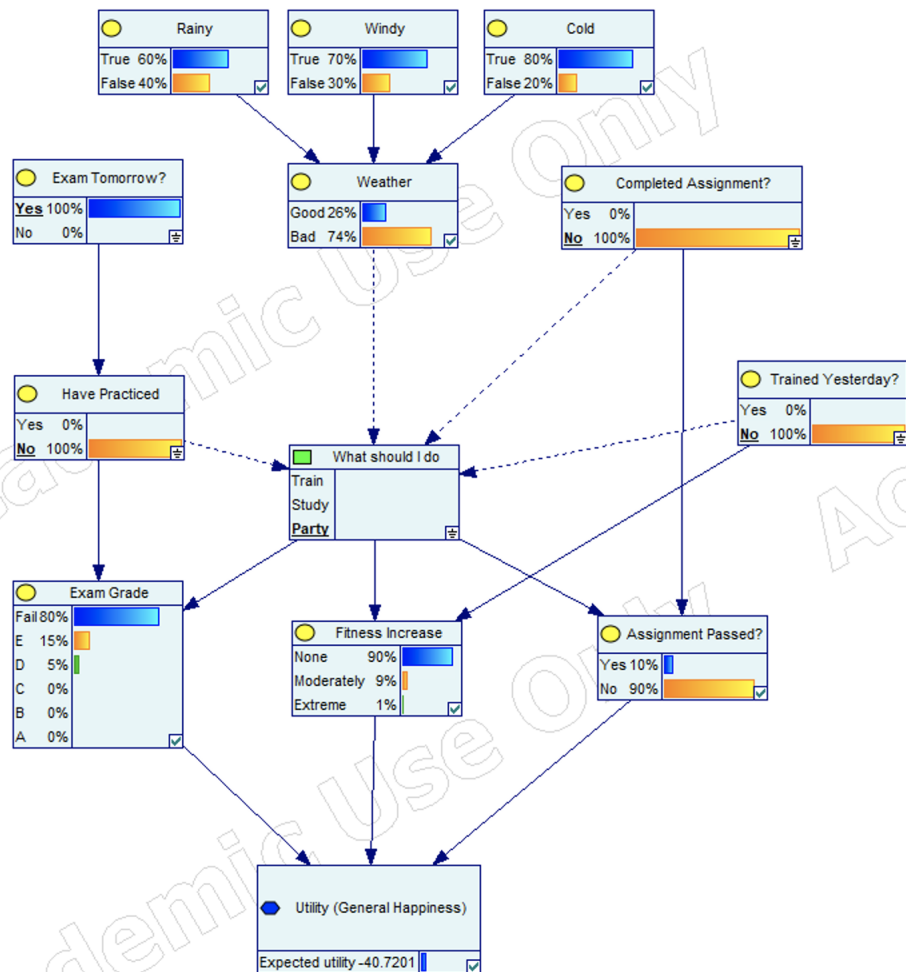 Rainy
True 60%
False 40%
Windy
True 70%
False 30%
Cold
True 80%
False 20%
Exam Tomorrow?
Yes 100%
No 0%
Weather
Good 26%
Bad 74%
Completed Assignment?
Yes 0%
No 100%
Have Practiced
Yes 0%
No 100%
Trained Yesterday?
Yes 0%
No 100%
What should I do
Train
Study
Party
Exam Grade
Fail 80%
E 15%
D 5%
C 0%
B 0%
A 0%
Fitness Increase
None 90%
Moderately 9%
Extreme 1%
Assignment Passed?
Yes 10%
No 90%
Utility (General Happiness)
Expected utility -40.7201
Academic Use Only
demic Use Only
Ac